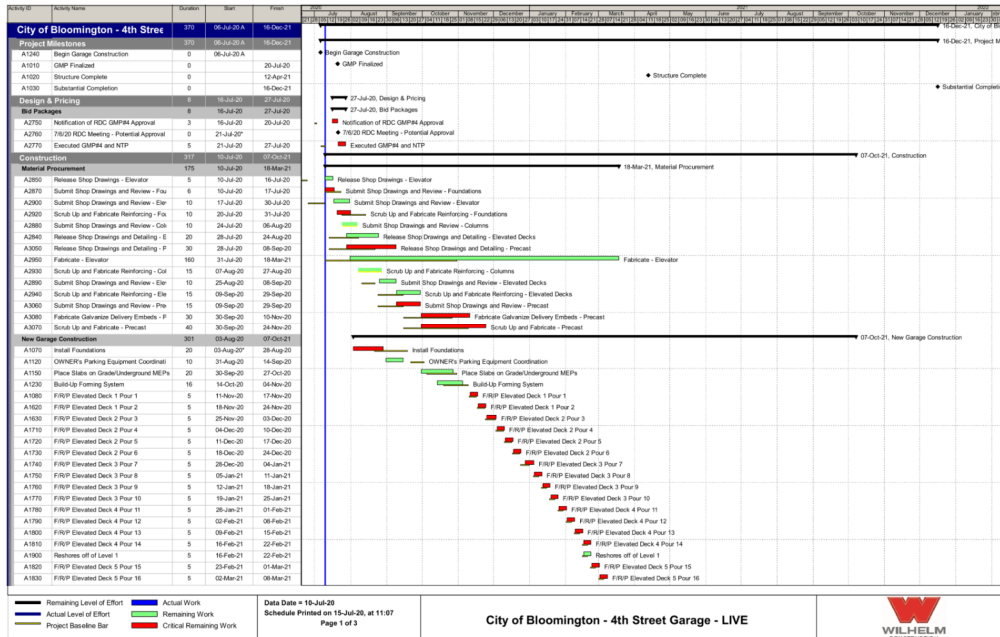 Activity ID Activity Name Duration Start Finish 2020 2021 2022
July August September October November December January February March April May June July August September October November December January
City of Bloomington - 4th Stree 370 06-Jul-20 A 16-Dec-21 16-Dec-21, City of Bl
Project Milestones 370 06-Jul-20 A 16-Dec-21 16-Dec-21, Project M
A1240 Begin Garage Construction 0 06-Jul-20 A Begin Garage Construction
A1010 GMP Finalized 0 20-Jul-20 GMP Finalized
A1020 Structure Complete 0 12-Apr-21 Structure Complete
A1030 Substantial Completion 0 16-Dec-21 Substantial Completi
Design & Pricing 8 16-Jul-20 27-Jul-20 27-Jul-20, Design & Pricing
Bid Packages 8 16-Jul-20 27-Jul-20 27-Jul-20, Bid Packages
A2750 Notification of RDC GMP#4 Approval 3 16-Jul-20 20-Jul-20 Notification of RDC GMP#4 Approval
A2760 7/6/20 RDC Meeting - Potential Approval 0 21-Jul-20* 7/6/20 RDC Meeting - Potential Approval
A2770 Executed GMP#4 and NTP 5 21-Jul-20 27-Jul-20 Executed GMP#4 and NTP
Construction 317 10-Jul-20 07-Oct-21 07-Oct-21, Construction
Material Procurement 175 10-Jul-20 18-Mar-21 18-Mar-21, Material Procurement
A2850 Release Shop Drawings - Elevator 5 10-Jul-20 16-Jul-20 Release Shop Drawings - Elevator
A2870 Submit Shop Drawings and Review - Fou 6 10-Jul-20 17-Jul-20 Submit Shop Drawings and Review - Foundations
A2900 Submit Shop Drawings and Review - Ele 10 17-Jul-20 30-Jul-20 Submit Shop Drawings and Review - Elevator
A2920 Scrub Up and Fabricate Reinforcing - Fou 10 20-Jul-20 31-Jul-20 Scrub Up and Fabricate Reinforcing - Foundations
A2880 Submit Shop Drawings and Review - Colu 10 24-Jul-20 06-Aug-20 Submit Shop Drawings and Review - Columns
A2840 Release Shop Drawings and Detailing - E 20 28-Jul-20 24-Aug-20 Release Shop Drawings and Detailing - Elevated Decks
A3050 Release Shop Drawings and Detailing - P 30 28-Jul-20 08-Sep-20 Release Shop Drawings and Detailing - Precast
A2950 Fabricate - Elevator 160 31-Jul-20 18-Mar-21 Fabricate - Elevator
A2930 Scrub Up and Fabricate Reinforcing - Col 15 07-Aug-20 27-Aug-20 Scrub Up and Fabricate Reinforcing - Columns
A2890 Submit Shop Drawings and Review - Ele 10 25-Aug-20 08-Sep-20 Submit Shop Drawings and Review - Elevated Decks
A2940 Scrub Up and Fabricate Reinforcing - Ele 15 09-Sep-20 29-Sep-20 Scrub Up and Fabricate Reinforcing - Elevated Decks
A3060 Submit Shop Drawings and Review - Pre 15 09-Sep-20 29-Sep-20 Submit Shop Drawings and Review - Precast
A3080 Fabricate Galvanize Delivery Embeds - P 30 30-Sep-20 10-Nov-20 Fabricate Galvanize Delivery Embeds - Precast
A3070 Scrub Up and Fabricate - Precast 40 30-Sep-20 24-Nov-20 Scrub Up and Fabricate - Precast
New Garage Construction 301 03-Aug-20 07-Oct-21 07-Oct-21, New Garage Construction
A1070 Install Foundations 20 03-Aug-20* 28-Aug-20 Install Foundations
A1120 OWNER's Parking Equipment Coordinati 10 31-Aug-20 14-Sep-20 OWNER's Parking Equipment Coordination
A1150 Place Slabs on Grade/Underground MEPs 20 30-Sep-20 27-Oct-20 Place Slabs on Grade/Underground MEPs
A1230 Build-Up Forming System 16 14-Oct-20 04-Nov-20 Build-Up Forming System
A1080 F/R/P Elevated Deck 1 Pour 1 5 11-Nov-20 17-Nov-20 F/R/P Elevated Deck 1 Pour 1
A1620 F/R/P Elevated Deck 1 Pour 2 5 18-Nov-20 24-Nov-20 F/R/P Elevated Deck 1 Pour 2
A1630 F/R/P Elevated Deck 2 Pour 3 5 25-Nov-20 03-Dec-20 F/R/P Elevated Deck 2 Pour 3
A1710 F/R/P Elevated Deck 2 Pour 4 5 04-Dec-20 10-Dec-20 F/R/P Elevated Deck 2 Pour 4
A1720 F/R/P Elevated Deck 2 Pour 5 5 11-Dec-20 17-Dec-20 F/R/P Elevated Deck 2 Pour 5
A1730 F/R/P Elevated Deck 2 Pour 6 5 18-Dec-20 24-Dec-20 F/R/P Elevated Deck 2 Pour 6
A1740 F/R/P Elevated Deck 3 Pour 7 5 28-Dec-20 04-Jan-21 F/R/P Elevated Deck 3 Pour 7
A1750 F/R/P Elevated Deck 3 Pour 8 5 05-Jan-21 11-Jan-21 F/R/P Elevated Deck 3 Pour 8
A1760 F/R/P Elevated Deck 3 Pour 9 5 12-Jan-21 18-Jan-21 F/R/P Elevated Deck 3 Pour 9
A1770 F/R/P Elevated Deck 3 Pour 10 5 19-Jan-21 25-Jan-21 F/R/P Elevated Deck 3 Pour 10
A1780 F/R/P Elevated Deck 4 Pour 11 5 26-Jan-21 01-Feb-21 F/R/P Elevated Deck 4 Pour 11
A1790 F/R/P Elevated Deck 4 Pour 12 5 02-Feb-21 08-Feb-21 F/R/P Elevated Deck 4 Pour 12
A1800 F/R/P Elevated Deck 4 Pour 13 5 09-Feb-21 15-Feb-21 F/R/P Elevated Deck 4 Pour 13
A1810 F/R/P Elevated Deck 4 Pour 14 5 16-Feb-21 22-Feb-21 F/R/P Elevated Deck 4 Pour 14
A1900 Reshores off of Level 1 5 16-Feb-21 22-Feb-21 Reshores off of Level 1
A1820 F/R/P Elevated Deck 5 Pour 15 5 23-Feb-21 01-Mar-21 F/R/P Elevated Deck 5 Pour 15
A1830 F/R/P Elevated Deck 5 Pour 16 5 02-Mar-21 08-Mar-21 F/R/P Elevated Deck 5 Pour 16
Remaining Level of Effort Actual Work
Actual Level of Effort Remaining Work
Project Baseline Bar Critical Remaining Work
Data Date = 10-Jul-20
Schedule Printed on 15-Jul-20, at 11:07
Page 1 of 3
City of Bloomington - 4th Street Garage - LIVE
WILHELM